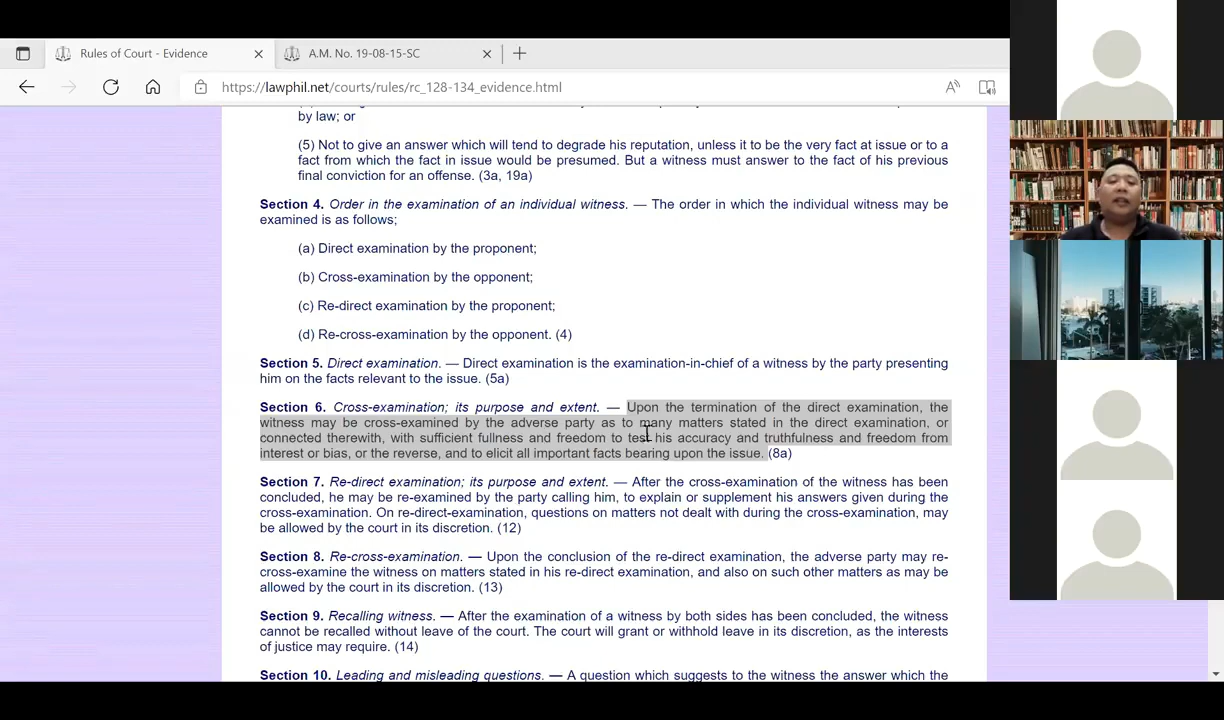 Rules of Court - Evidence
A.M. No. 19-08-15-SC
https://lawphil.net/courts/rules/rc_128-134_evidence.html
by law; or
(5) Not to give an answer which will tend to degrade his reputation, unless it to be the very fact at issue or to a
fact from which the fact in issue would be presumed. But a witness must answer to the fact of his previous
final conviction for an offense. (3a, 19a)
Section 4. Order in the examination of an individual witness. — The order in which the individual witness may be
examined is as follows;
(a) Direct examination by the proponent;
(b) Cross-examination by the opponent;
(c) Re-direct examination by the proponent;
(d) Re-cross-examination by the opponent. (4)
Section 5. Direct examination. — Direct examination is the examination-in-chief of a witness by the party presenting
him on the facts relevant to the issue. (5a)
Section 6. Cross-examination; its purpose and extent. — Upon the termination of the direct examination, the
witness may be cross-examined by the adverse party as to many matters stated in the direct examination, or
connected therewith, with sufficient fullness and freedom to test his accuracy and truthfulness and freedom from
interest or bias, or the reverse, and to elicit all important facts bearing upon the issue. (8a)
Section 7. Re-direct examination; its purpose and extent. — After the cross-examination of the witness has been
concluded, he may be re-examined by the party calling him, to explain or supplement his answers given during the
cross-examination. On re-direct-examination, questions on matters not dealt with during the cross-examination, may
be allowed by the court in its discretion. (12)
Section 8. Re-cross-examination. — Upon the conclusion of the re-direct examination, the adverse party may re-
cross-examine the witness on matters stated in his re-direct examination, and also on such other matters as may be
allowed by the court in its discretion. (13)
Section 9. Recalling witness. — After the examination of a witness by both sides has been concluded, the witness
cannot be recalled without leave of the court. The court will grant or withhold leave in its discretion, as the interests
of justice may require. (14)
Section 10. Leading and misleading questions. — A question which suggests to the witness the answer which the